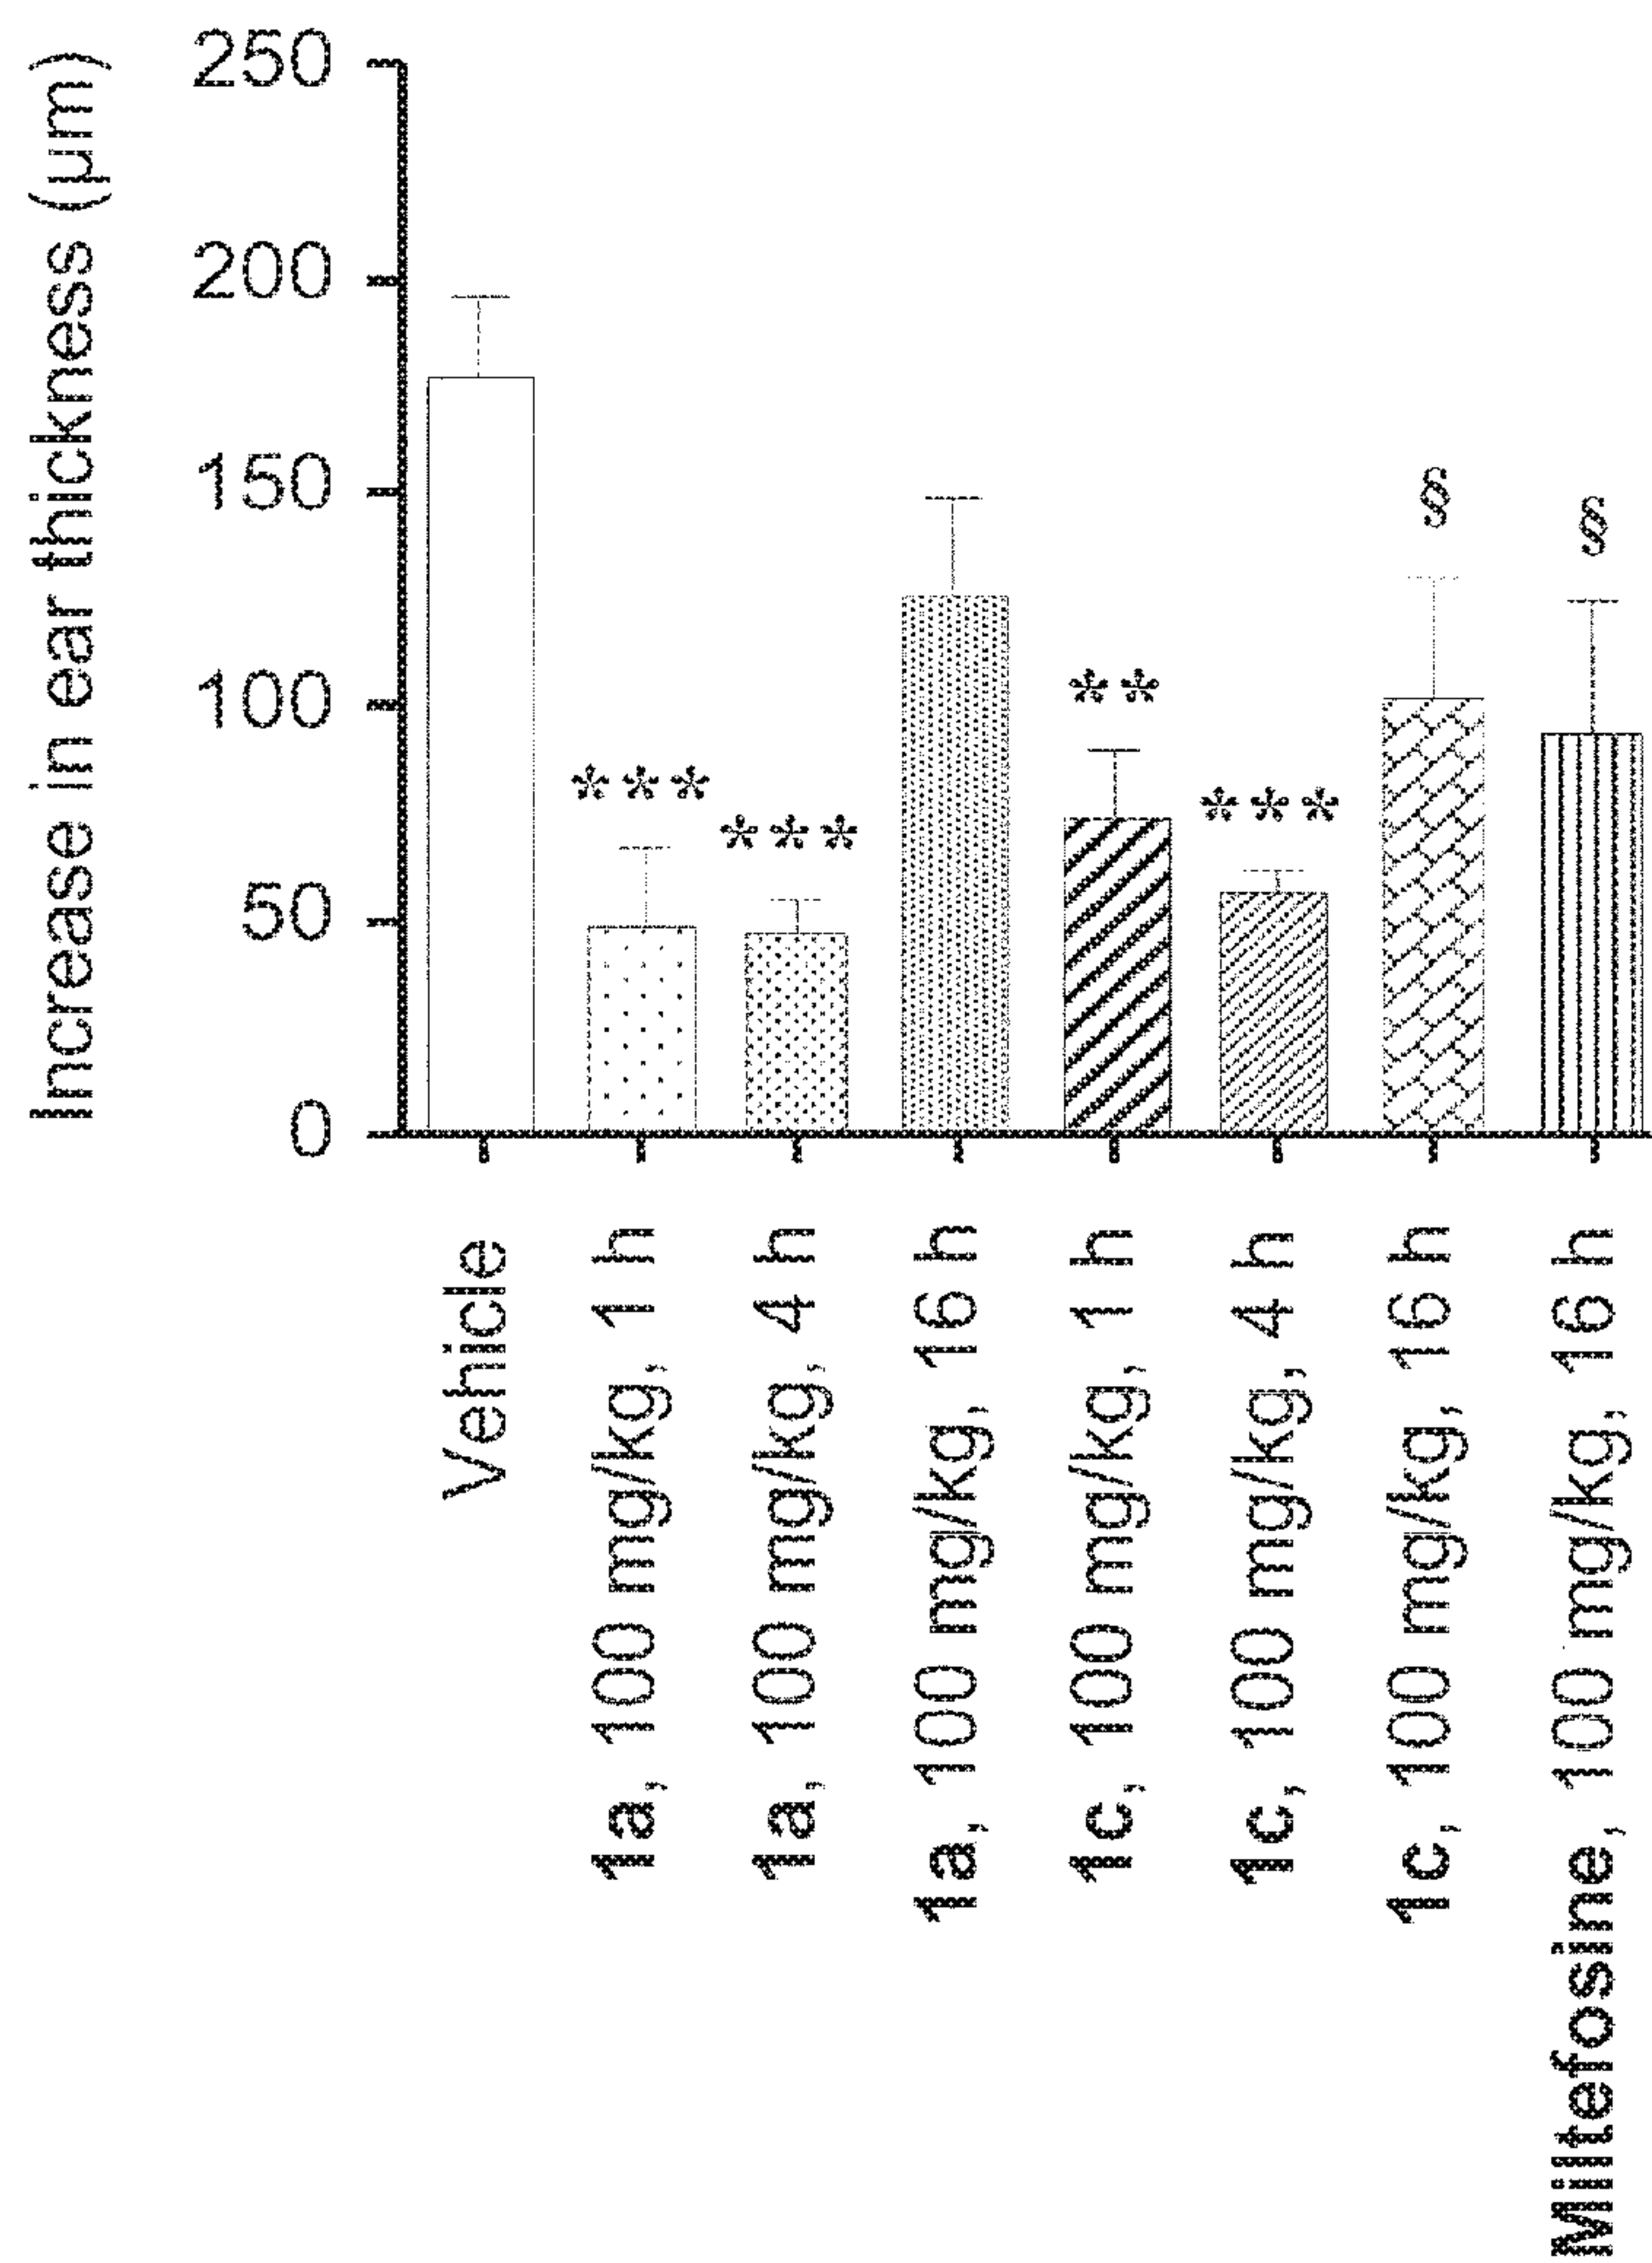 Increase in ear thickness (µm)
250
200
150
100
50
0
***
***
**
***
§
§
Vehicle
1a, 100 mg/kg, 1 h
1a, 100 mg/kg, 4 h
1a, 100 mg/kg, 16 h
1c, 100 mg/kg, 1 h
1c, 100 mg/kg, 4 h
1c, 100 mg/kg, 16 h
Miltefosine, 100 mg/kg, 16 h